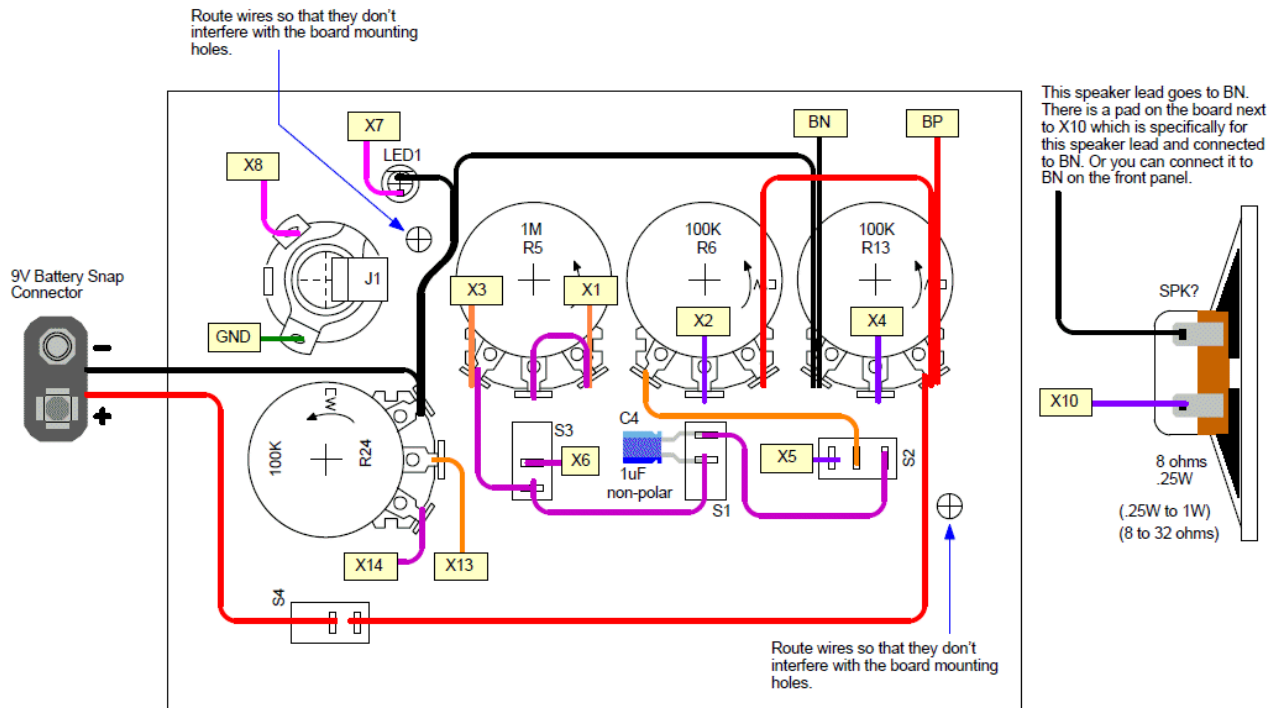 Route wires so that they don't
interfere with the board mounting
holes.
X7
LED1
X8
BN
BP
This speaker lead goes to BN.
There is a pad on the board next
to X10 which is specifically for
this speaker lead and connected
to BN. Or you can connect it to
BN on the front panel.
1M
R5
100K
R6
100K
R13
J1
9V Battery Snap
Connector
X3
X1
X2
X4
SPK?
GND
–
+
X10
CW
100K
R24
S3
X6
C4
1uF
non-polar
S1
X5
S2
8 ohms
.25W
(.25W to 1W)
(8 to 32 ohms)
X14
X13
S4
Route wires so that they don't
interfere with the board mounting
holes.